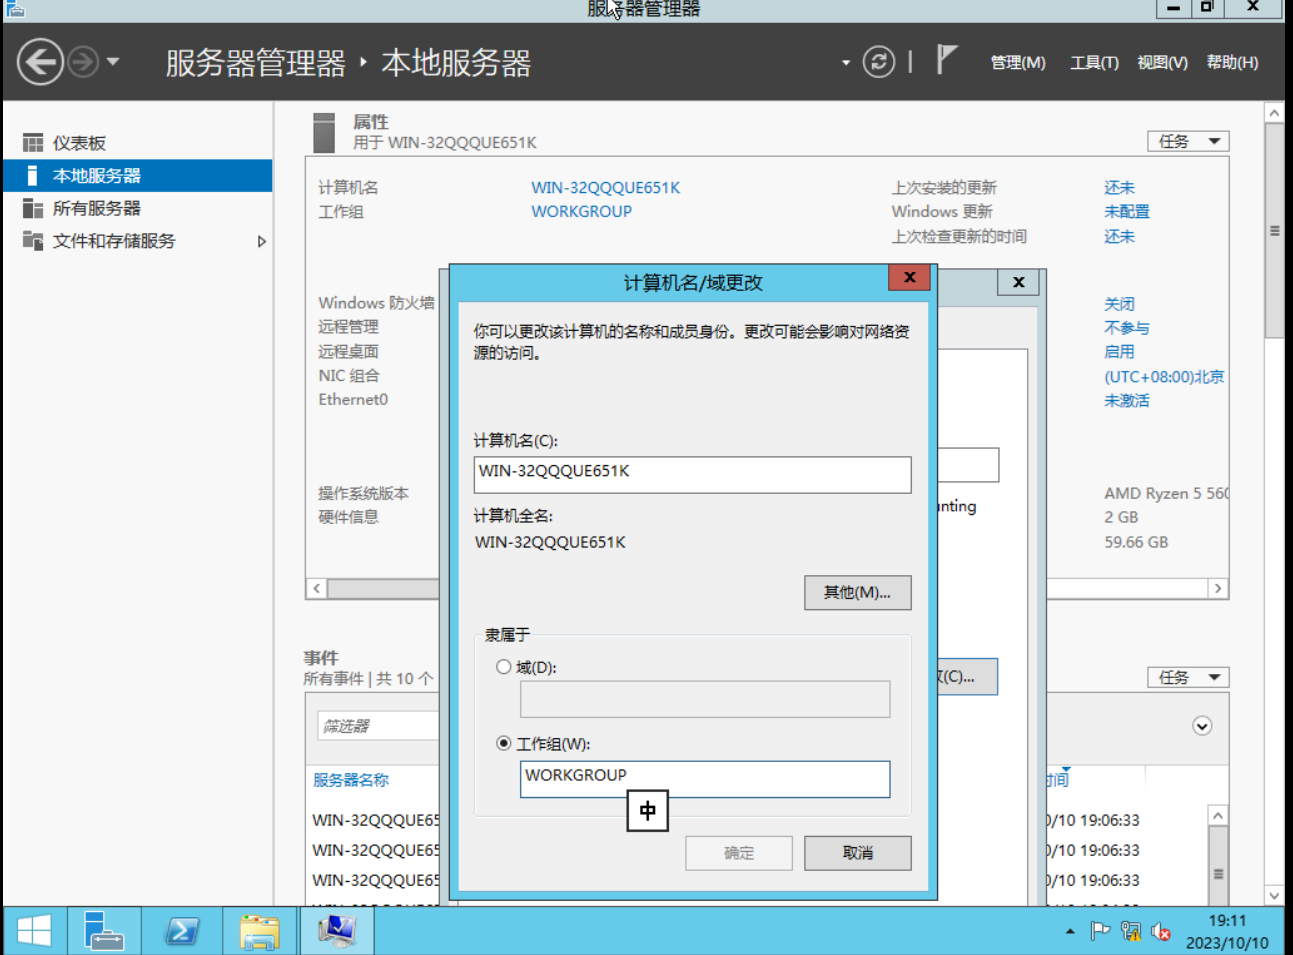 服务器管理器
服务器管理器 · 本地服务器
管理(M) 工具(T) 视图(V) 帮助(H)
仪表板
本地服务器
所有服务器
文件和存储服务
属性
用于 WIN-32QQQUE651K
任务
计算机名 WIN-32QQQUE651K 上次安装的更新 还未
工作组 WORKGROUP Windows 更新 未配置
上次检查更新的时间 还未
Windows 防火墙 关闭
远程管理 不参与
远程桌面 启用
NIC 组合 (UTC+08:00)北京
Ethernet0 未激活
操作系统版本 AMD Ryzen 5 560
硬件信息 2 GB
59.66 GB
计算机名/域更改
你可以更改该计算机的名称和成员身份。更改可能会影响对网络资
源的访问。
计算机名(C):
WIN-32QQQUE651K
计算机全名:
WIN-32QQQUE651K
其他(M)...
隶属于
域(D):
工作组(W):
WORKGROUP
中
确定 取消
unting
(C)...
事件
所有事件 | 共 10 个
任务
筛选器
服务器名称 时间
WIN-32QQQUE65 0/10 19:06:33
WIN-32QQQUE65 0/10 19:06:33
WIN-32QQQUE65 0/10 19:06:33
19:11
2023/10/10